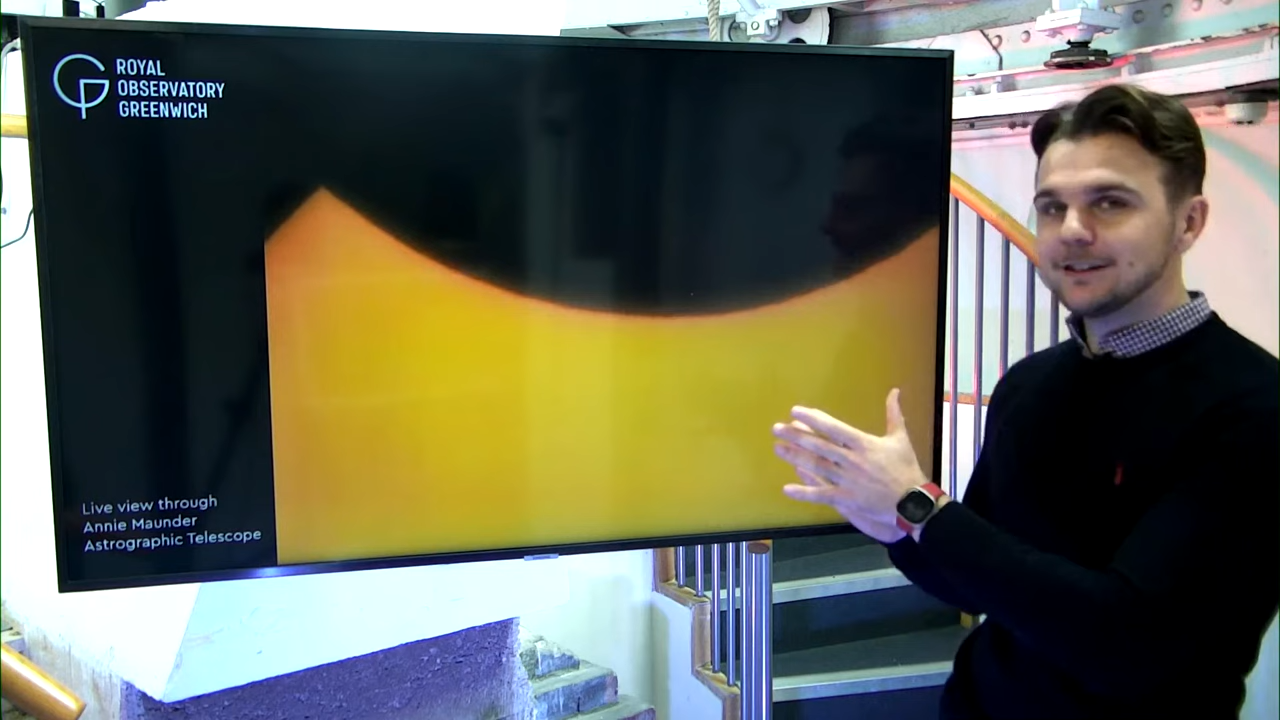 ROYAL
OBSERVATORY
GREENWICH
Live view through
Annie Maunder
Astrographic Telescope